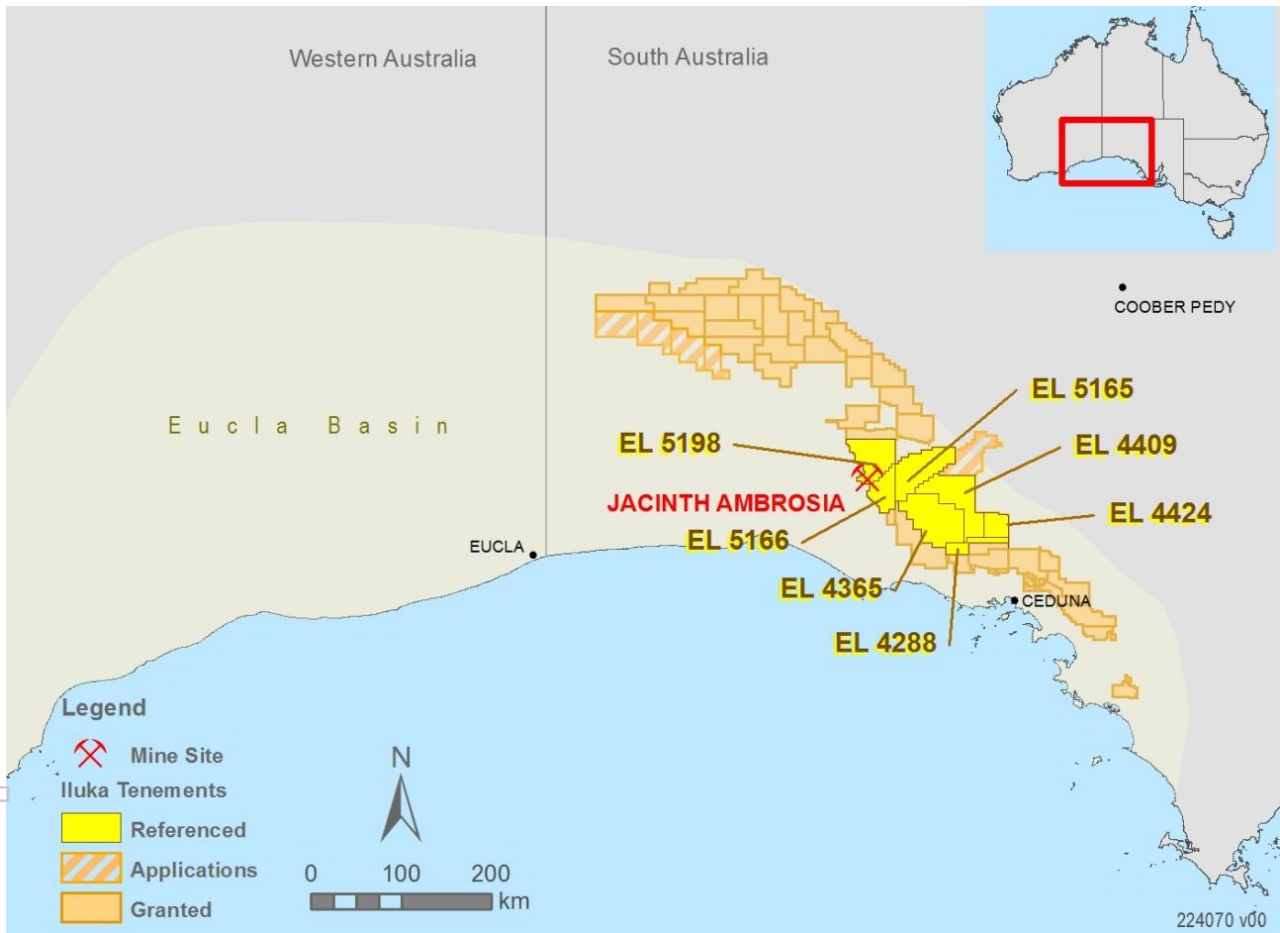 Western Australia
South Australia
COOBER PEDY
EL 5165
Eucla Basin
EL 5198
EL 4409
JACINTH AMBROSIA
EL 4424
EL 5166
EUCLA
EL 4365
CEDUNA
EL 4288
Legend
Mine Site
N
Iluka Tenements
Referenced
Applications
0 100 200
km
Granted
224070 v00